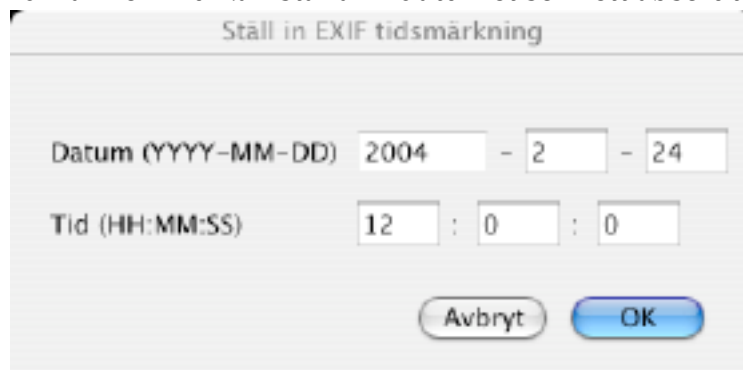 Ställ in EXIF tidsmärkning
Datum (YYYY-MM-DD) 2004 - 2 - 24
Tid (HH:MM:SS) 12 : 0 : 0
Avbryt OK